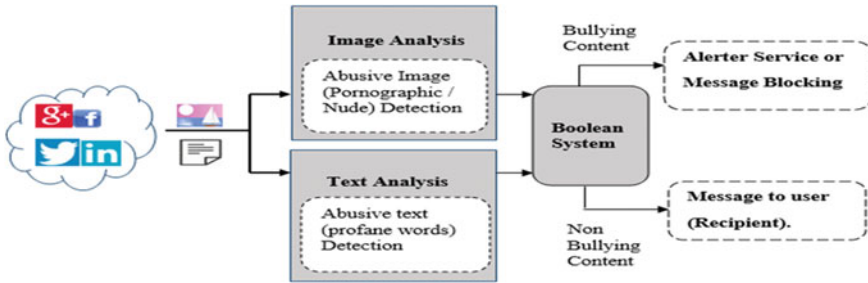 g+ f
in
Image Analysis
Abusive Image
(Pornographic /
Nude) Detection
Text Analysis
Abusive text
(profane words)
Detection
Boolean
System
Bullying
Content
Non
Bullying
Content
Alerter Service or
Message Blocking
Message to user
(Recipient).